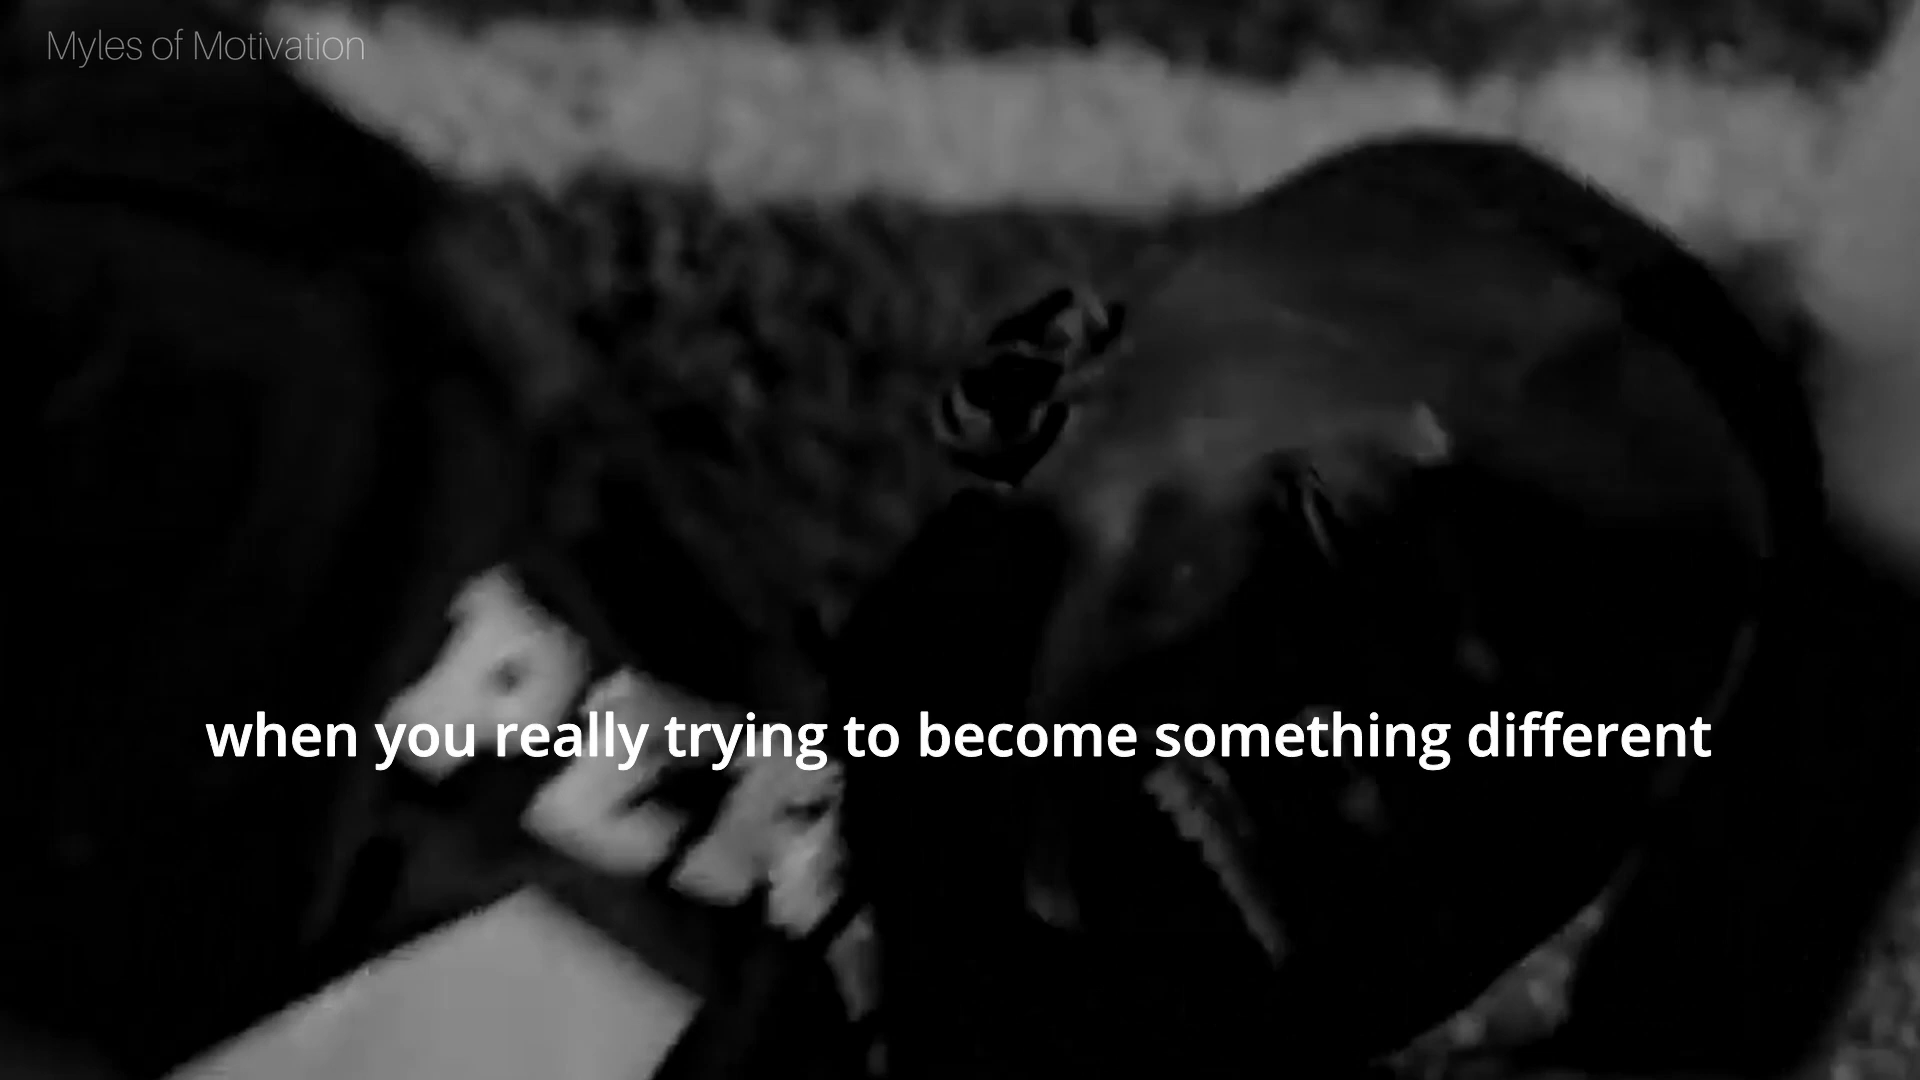 Myles of Motivation
when you really trying to become something different